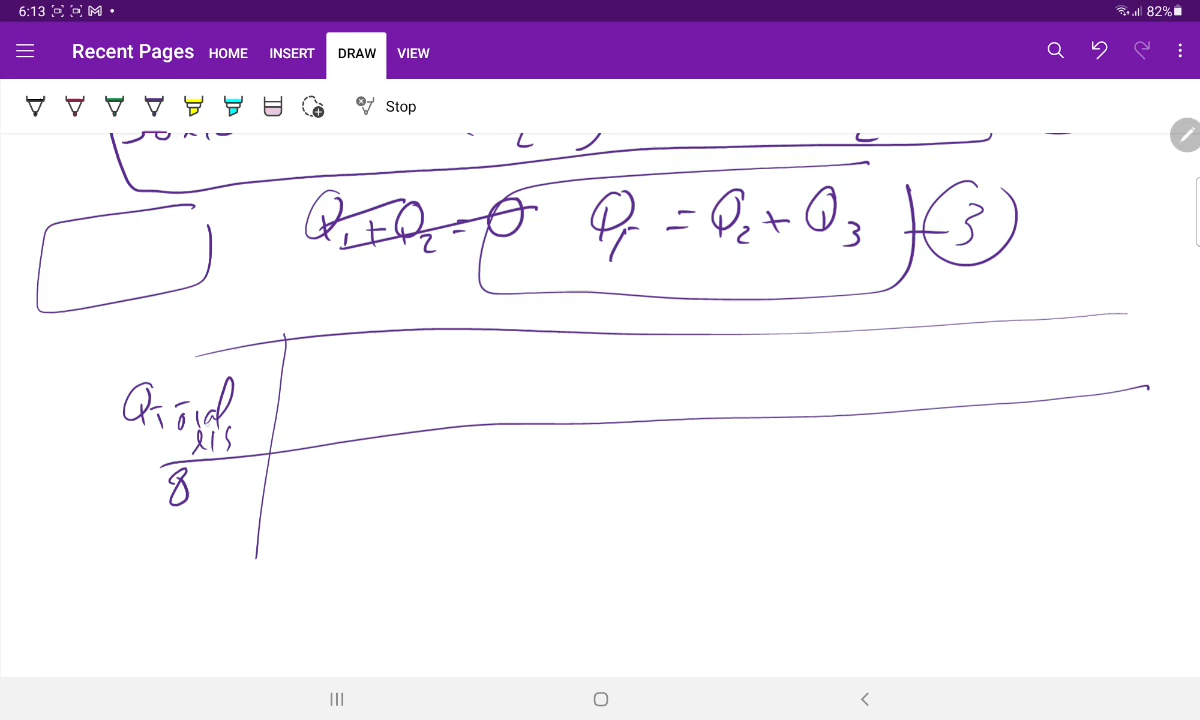 6:13 82%
Recent Pages HOME INSERT DRAW VIEW
Stop
Q₁+Q₂=0 Q₁ = Q₂ + Q₃ 3
QTotal
8